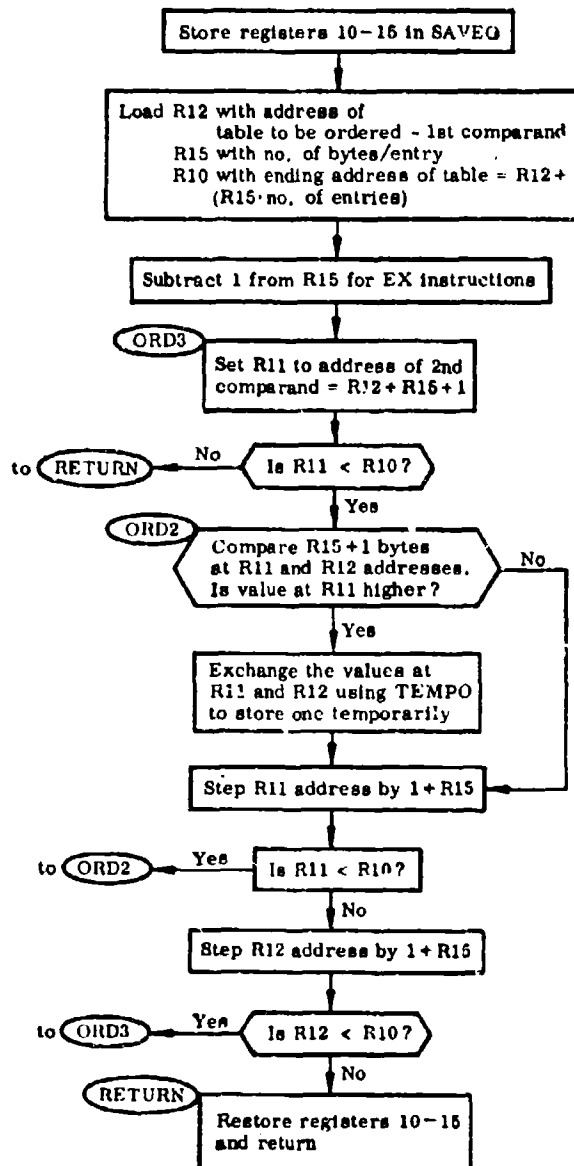 Store registers 10-15 in SAVEO
Load R12 with address of
table to be ordered - 1st comparand
R15 with no. of bytes/entry
R10 with ending address of table = R12+
(R15·no. of entries)
Subtract 1 from R15 for EX instructions
ORD3
Set R11 to address of 2nd
comparand = R12+R15+1
to RETURN
No
Is R11 < R10?
Yes
ORD2
Compare R15+1 bytes
at R11 and R12 addresses.
Is value at R11 higher?
No
Yes
Exchange the values at
R11 and R12 using TEMPO
to store one temporarily
Step R11 address by 1+R15
to ORD2
Yes
Is R11 < R10?
No
Step R12 address by 1+R15
to ORD3
Yes
Is R12 < R10?
No
RETURN
Restore registers 10-15
and return